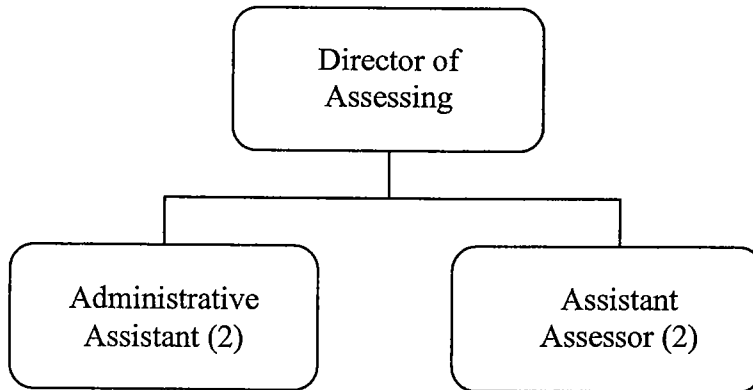 Director of
Assessing
Administrative
Assistant (2)
Assistant
Assessor (2)